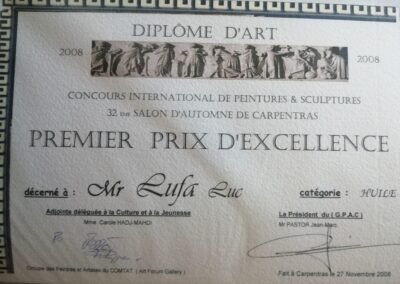 DIPLÔME D'ART
2008 2008
CONCOURS INTERNATIONAL DE PEINTURES & SCULPTURES
32 ème SALON D'AUTOMNE DE CARPENTRAS
PREMIER PRIX D'EXCELLENCE
décerné à : Mr Lufa Luc catégorie : HUILE
Adjointe déléguée à la Culture et à la Jeunesse La Président du ( G.P.A.C )
Mme Carole HADJ-MAHDI Mr PASTOR Jean Marc
Groupe des Peintres et Artistes du COMTAT ( Art Forum Gallery ) Fait à Carpentras le 27 Novembre 2008